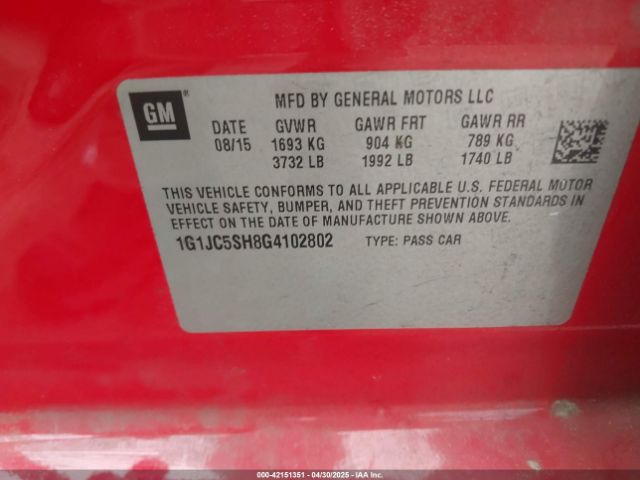 GM
®
MFD BY GENERAL MOTORS LLC
DATE GVWR GAWR FRT GAWR RR
08/15 1693 KG 904 KG 789 KG
3732 LB 1992 LB 1740 LB
THIS VEHICLE CONFORMS TO ALL APPLICABLE U.S. FEDERAL MOTOR
VEHICLE SAFETY, BUMPER, AND THEFT PREVENTION STANDARDS
IN EFFECT ON THE DATE OF MANUFACTURE SHOWN ABOVE.
1G1JC5SH8G4102802 TYPE: PASS CAR
000-42151351 | 04/30/2025 - IAAI.COM